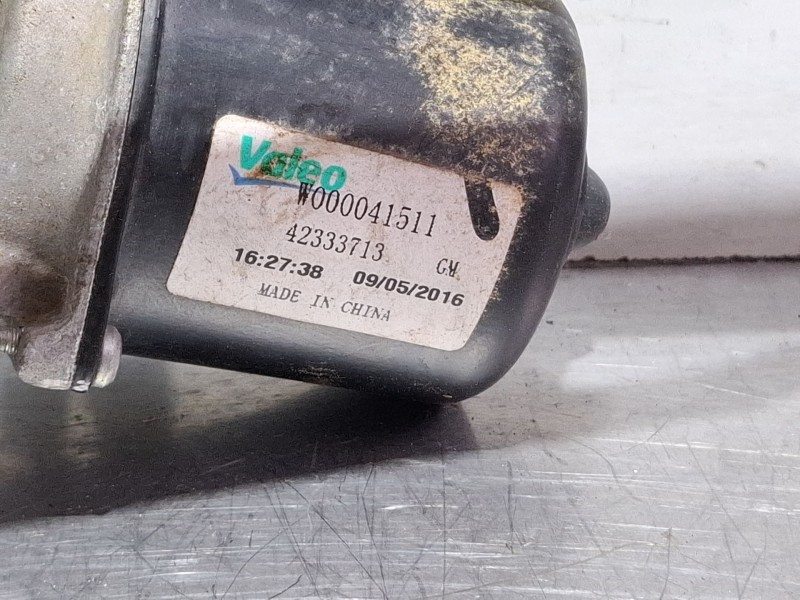 Valeo
W000041511
42333713 GM
16:27:38 09/05/2016
MADE IN CHINA